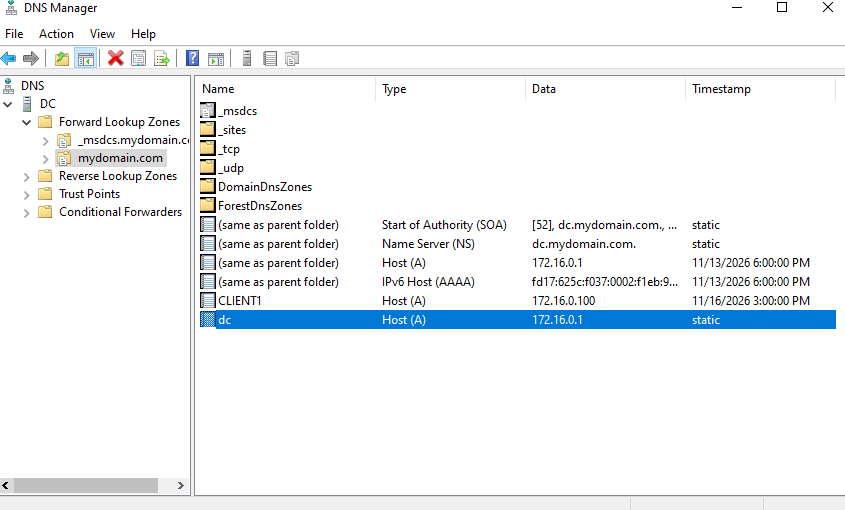 DNS Manager
File Action View Help
DNS
DC
Forward Lookup Zones
_msdcs.mydomain.co
mydomain.com
Reverse Lookup Zones
Trust Points
Conditional Forwarders
Name Type Data Timestamp
_msdcs
_sites
_tcp
_udp
DomainDnsZones
ForestDnsZones
(same as parent folder) Start of Authority (SOA) [52], dc.mydomain.com., ... static
(same as parent folder) Name Server (NS) dc.mydomain.com. static
(same as parent folder) Host (A) 172.16.0.1 11/13/2026 6:00:00 PM
(same as parent folder) IPv6 Host (AAAA) fd17:625c:f037:0002:f1eb:9... 11/13/2026 6:00:00 PM
CLIENT1 Host (A) 172.16.0.100 11/16/2026 3:00:00 PM
dc Host (A) 172.16.0.1 static